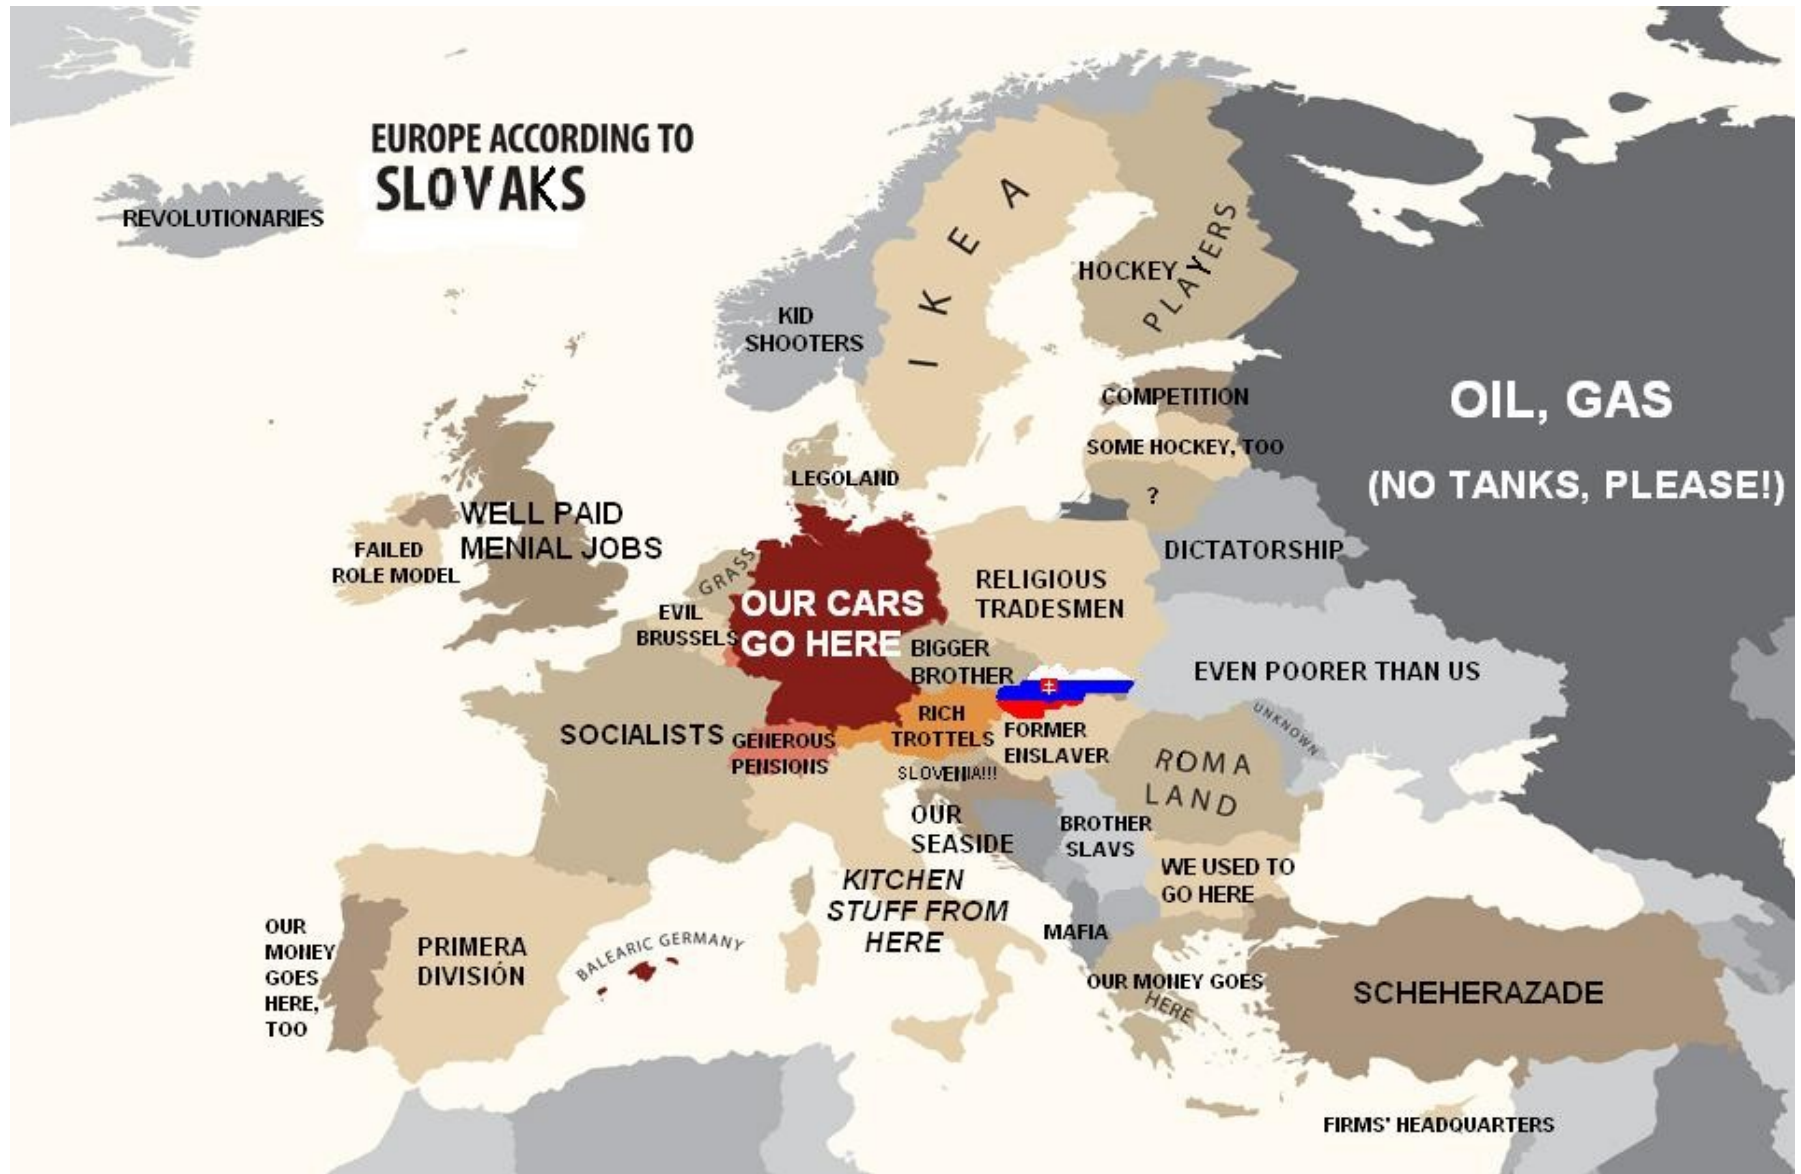 EUROPE ACCORDING TO
SLOVAKS
REVOLUTIONARIES
IKEA
HOCKEY
PLAYERS
KID
SHOOTERS
COMPETITION
OIL, GAS
(NO TANKS, PLEASE!)
SOME HOCKEY, TOO
LEGOLAND
?
WELL PAID
MENIAL JOBS
FAILED
ROLE MODEL
GRASS
DICTATORSHIP
RELIGIOUS
TRADESMEN
OUR CARS
GO HERE
EVIL
BRUSSELS
BIGGER
BROTHER
EVEN POORER THAN US
SOCIALISTS
GENEROUS
PENSIONS
RICH
TROTTELS
FORMER
ENSLAVER
UNKNOWN
ROMA
LAND
SLOVENIA!!!
OUR
SEASIDE
BROTHER
SLAVS
WE USED TO
GO HERE
KITCHEN
STUFF FROM
HERE
MAFIA
OUR
MONEY
GOES
HERE,
TOO
PRIMERA
DIVISIÓN
BALEARIC GERMANY
OUR MONEY GOES
HERE
SCHEHERAZADE
FIRMS' HEADQUARTERS